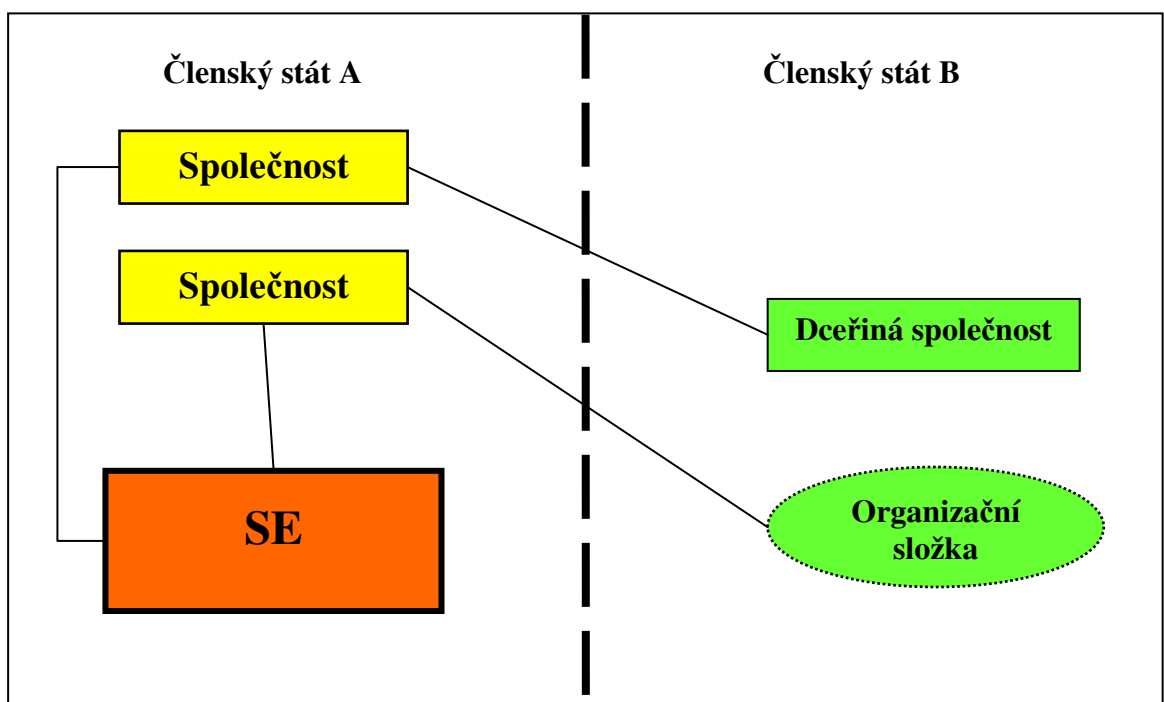 Členský stát A
Členský stát B
Společnost
Společnost
Dceřiná společnost
SE
Organizační
složka